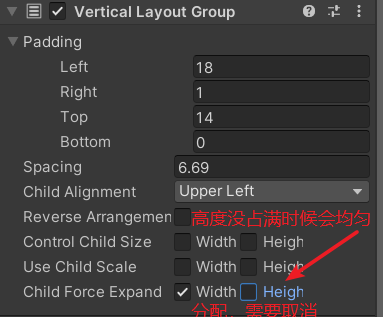 Vertical Layout Group
Padding
Left 18
Right 1
Top 14
Bottom 0
Spacing 6.69
Child Alignment Upper Left
Reverse Arrangemen 高度没占满时候会均匀
Control Child Size Width Heigh
Use Child Scale Width Heigh
Child Force Expand Width Heigh
分配，需要取消